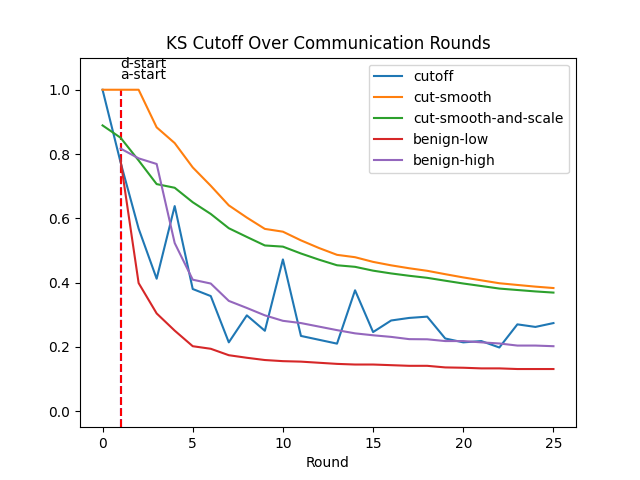 KS Cutoff Over Communication Rounds
d-start
a-start
cutoff
cut-smooth
cut-smooth-and-scale
benign-low
benign-high
1.0
0.8
0.6
0.4
0.2
0.0
0 5 10 15 20 25
Round